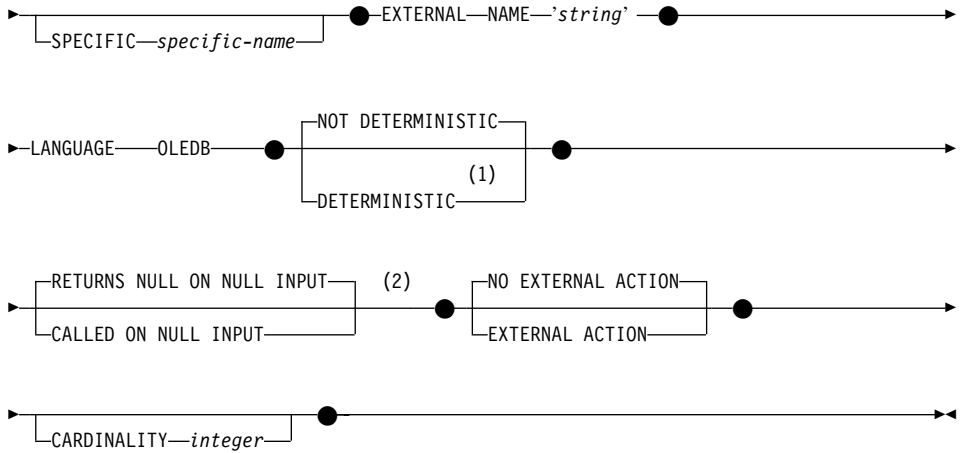 EXTERNAL NAME 'string'
SPECIFIC specific-name
NOT DETERMINISTIC
LANGUAGE OLEDB
(1)
DETERMINISTIC
RETURNS NULL ON NULL INPUT (2) NO EXTERNAL ACTION
CALLED ON NULL INPUT EXTERNAL ACTION
CARDINALITY integer